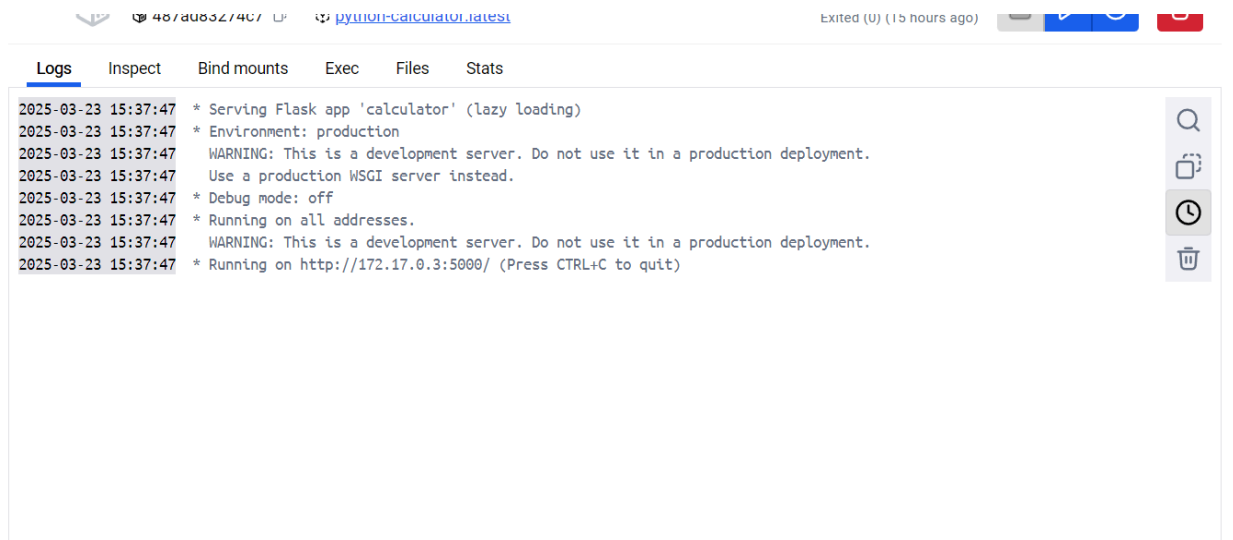 487ad83274c7 python-calculator:latest Exited (0) (15 hours ago)
Logs Inspect Bind mounts Exec Files Stats
2025-03-23 15:37:47 * Serving Flask app 'calculator' (lazy loading)
2025-03-23 15:37:47 * Environment: production
2025-03-23 15:37:47 WARNING: This is a development server. Do not use it in a production deployment.
2025-03-23 15:37:47 Use a production WSGI server instead.
2025-03-23 15:37:47 * Debug mode: off
2025-03-23 15:37:47 * Running on all addresses.
2025-03-23 15:37:47 WARNING: This is a development server. Do not use it in a production deployment.
2025-03-23 15:37:47 * Running on http://172.17.0.3:5000/ (Press CTRL+C to quit)